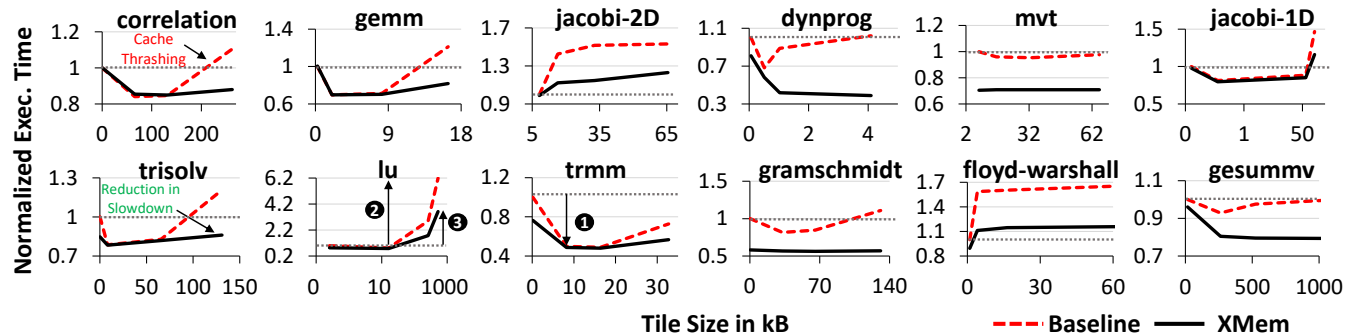 Normalized Exec. Time
correlation
1.2
1
0.8
0 100 200
Cache
Thrashing
gemm
1.4
1
0.6
0 9 18
jacobi-2D
1.8
1.5
1.2
0.9
5 35 65
dynprog
1.1
0.7
0.3
0 2 4
mvt
1.2
1.0
0.8
0.6
2 32 62
jacobi-1D
1.5
1
0.5
0 1 50
trisolv
1.3
1
0.7
0 50 100 150
Reduction in
Slowdown
lu
6.2
4.2
2.2
0.2
0 10 1000
2
3
trmm
1.4
1.0
0.6
0.2
0 10 20 30
1
gramschmidt
1.5
1
0.5
0 70 140
floyd-warshall
1.7
1.4
1.1
0.8
0 30 60
gesummv
1.1
0.9
0.7
0 500 1000
Tile Size in kB
Baseline XMem